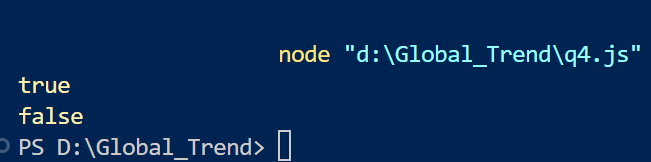 node "d:\Global_Trend\q4.js"
true
false
PS D:\Global_Trend>